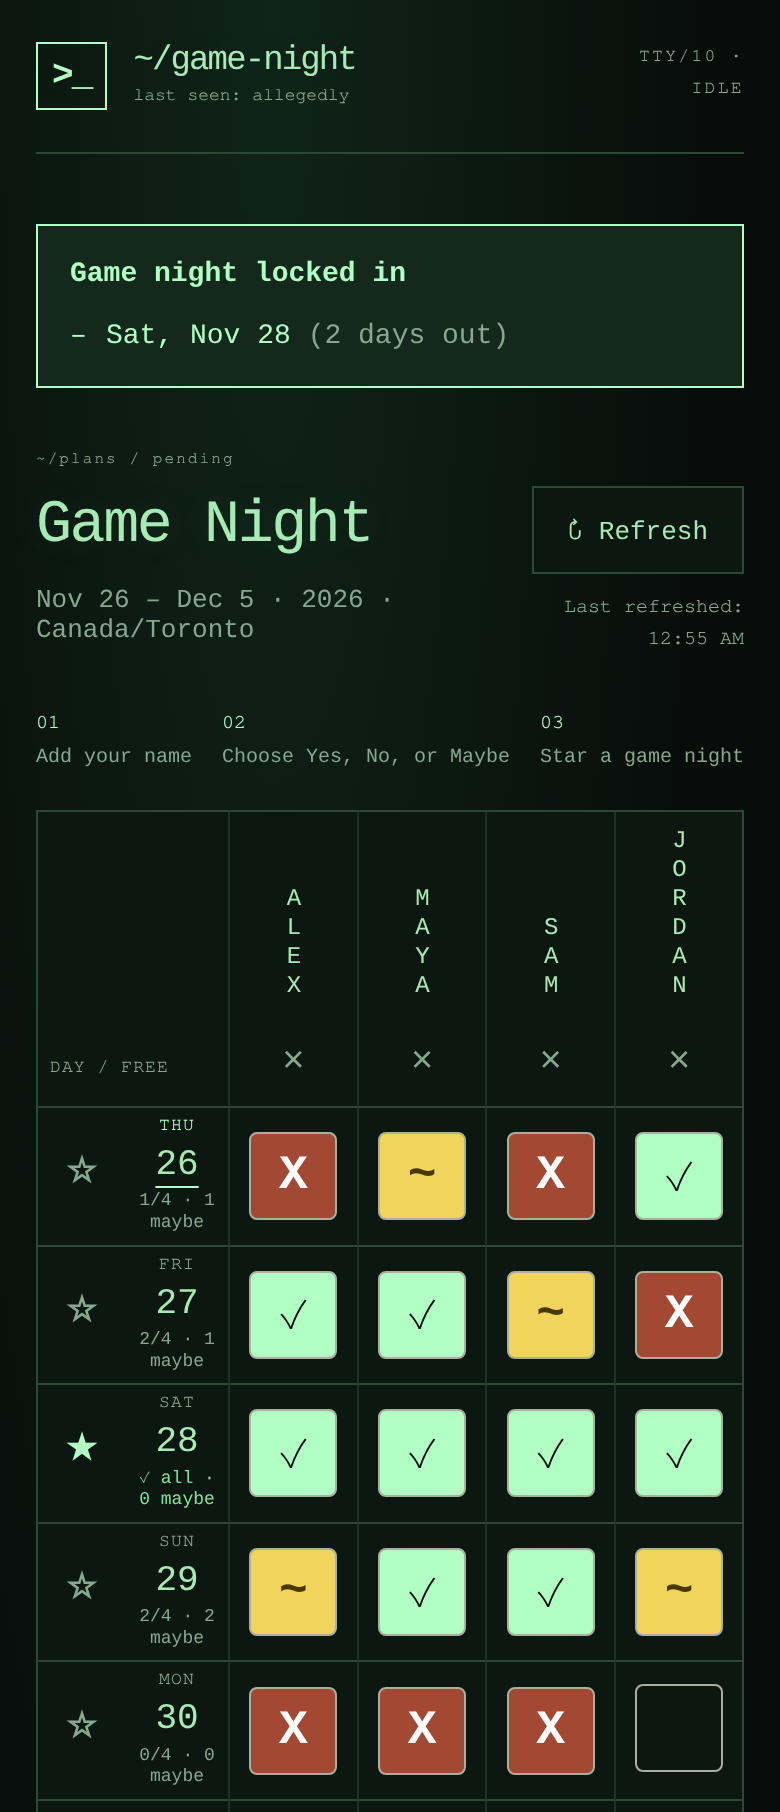 >_ ~/game-night
last seen: allegedly
TTY/10 ·
IDLE
Game night locked in
– Sat, Nov 28 (2 days out)
~/plans / pending
Game Night
Refresh
Nov 26 – Dec 5 · 2026 ·
Canada/Toronto
Last refreshed:
12:55 AM
01 02 03
Add your name Choose Yes, No, or Maybe Star a game night
DAY / FREE
ALEX
×
MAYA
×
SAM
×
JORDAN
×
☆ THU
26
1/4 · 1
maybe
X ~ X ✓
☆ FRI
27
2/4 · 1
maybe
✓ ✓ ~ X
★ SAT
28
✓ all ·
0 maybe
✓ ✓ ✓ ✓
☆ SUN
29
2/4 · 2
maybe
~ ✓ ✓ ~
☆ MON
30
0/4 · 0
maybe
X X X